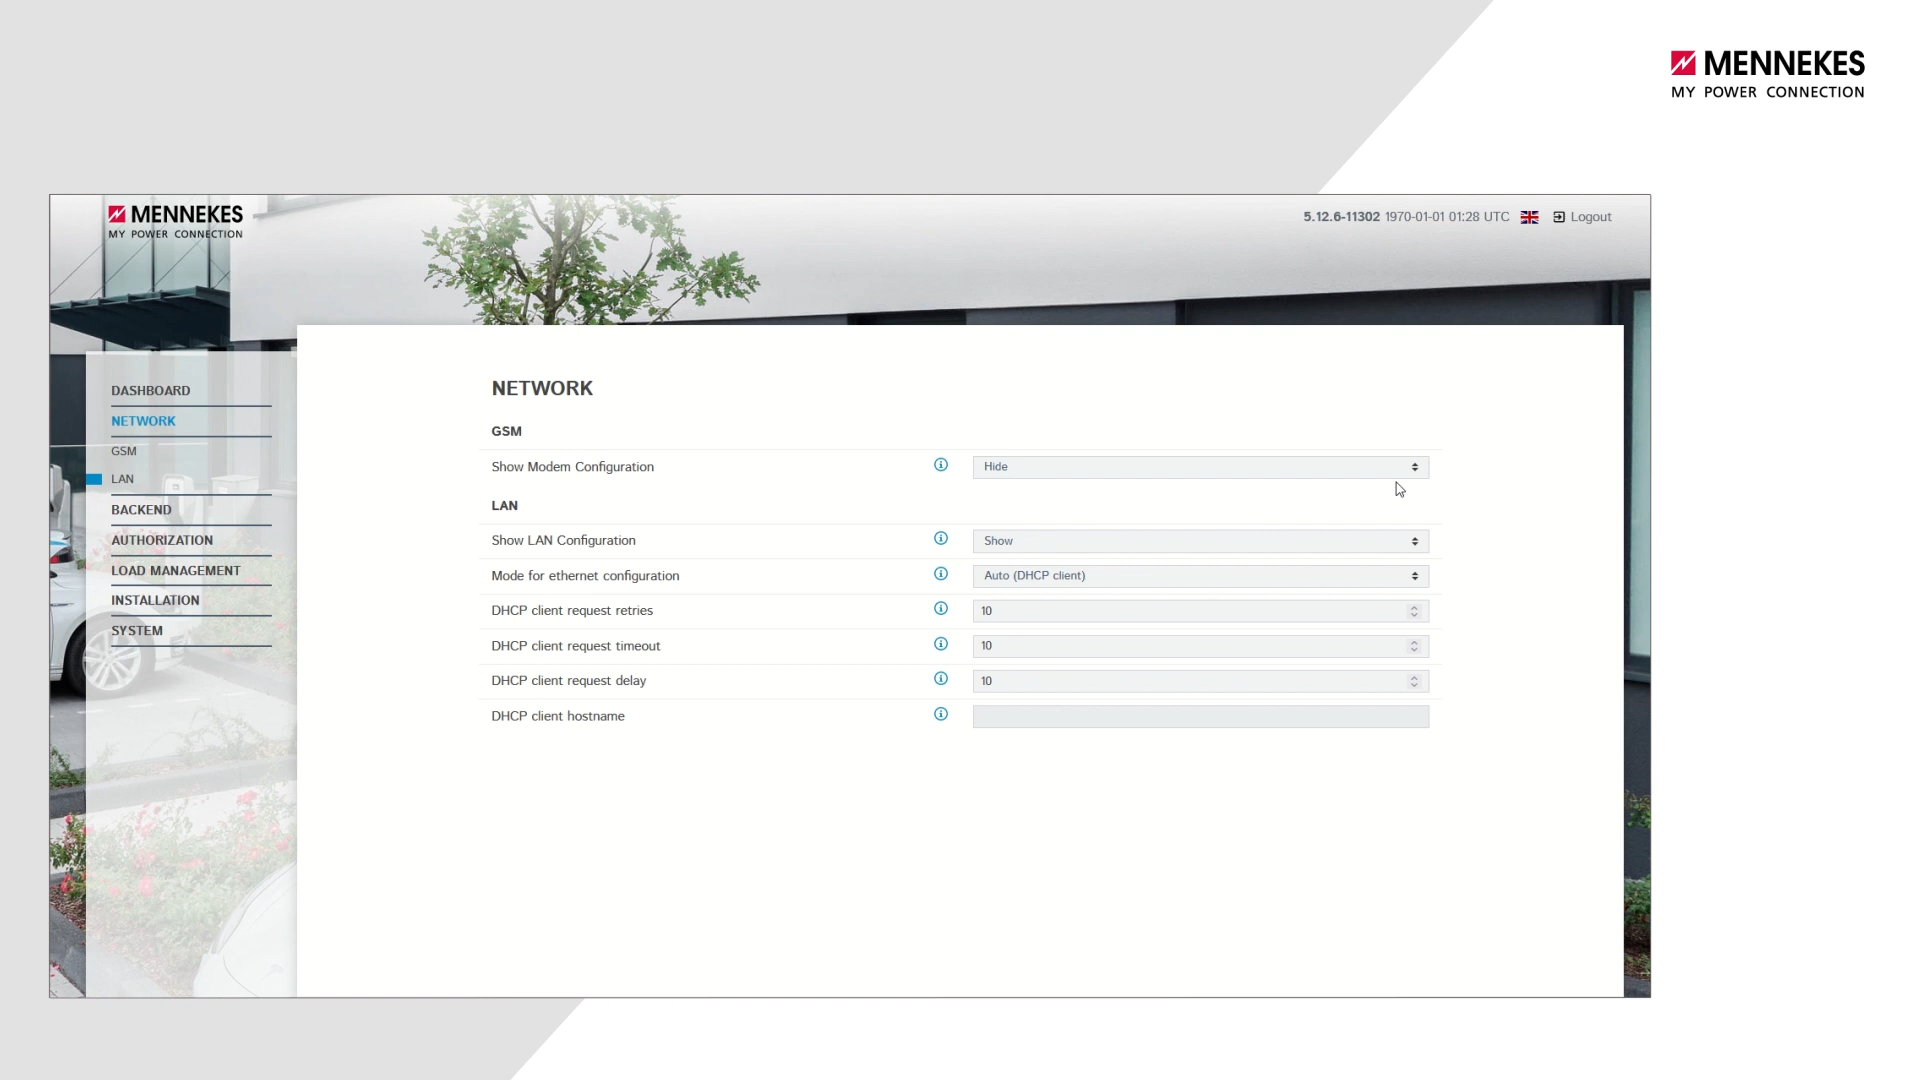 MENNEKES
MY POWER CONNECTION
MENNEKES
MY POWER CONNECTION
5.12.6-11302 1970-01-01 01:28 UTC Logout
DASHBOARD
NETWORK
GSM
LAN
BACKEND
AUTHORIZATION
LOAD MANAGEMENT
INSTALLATION
SYSTEM
NETWORK
GSM
Show Modem Configuration Hide
LAN
Show LAN Configuration Show
Mode for ethernet configuration Auto (DHCP client)
DHCP client request retries 10
DHCP client request timeout 10
DHCP client request delay 10
DHCP client hostname